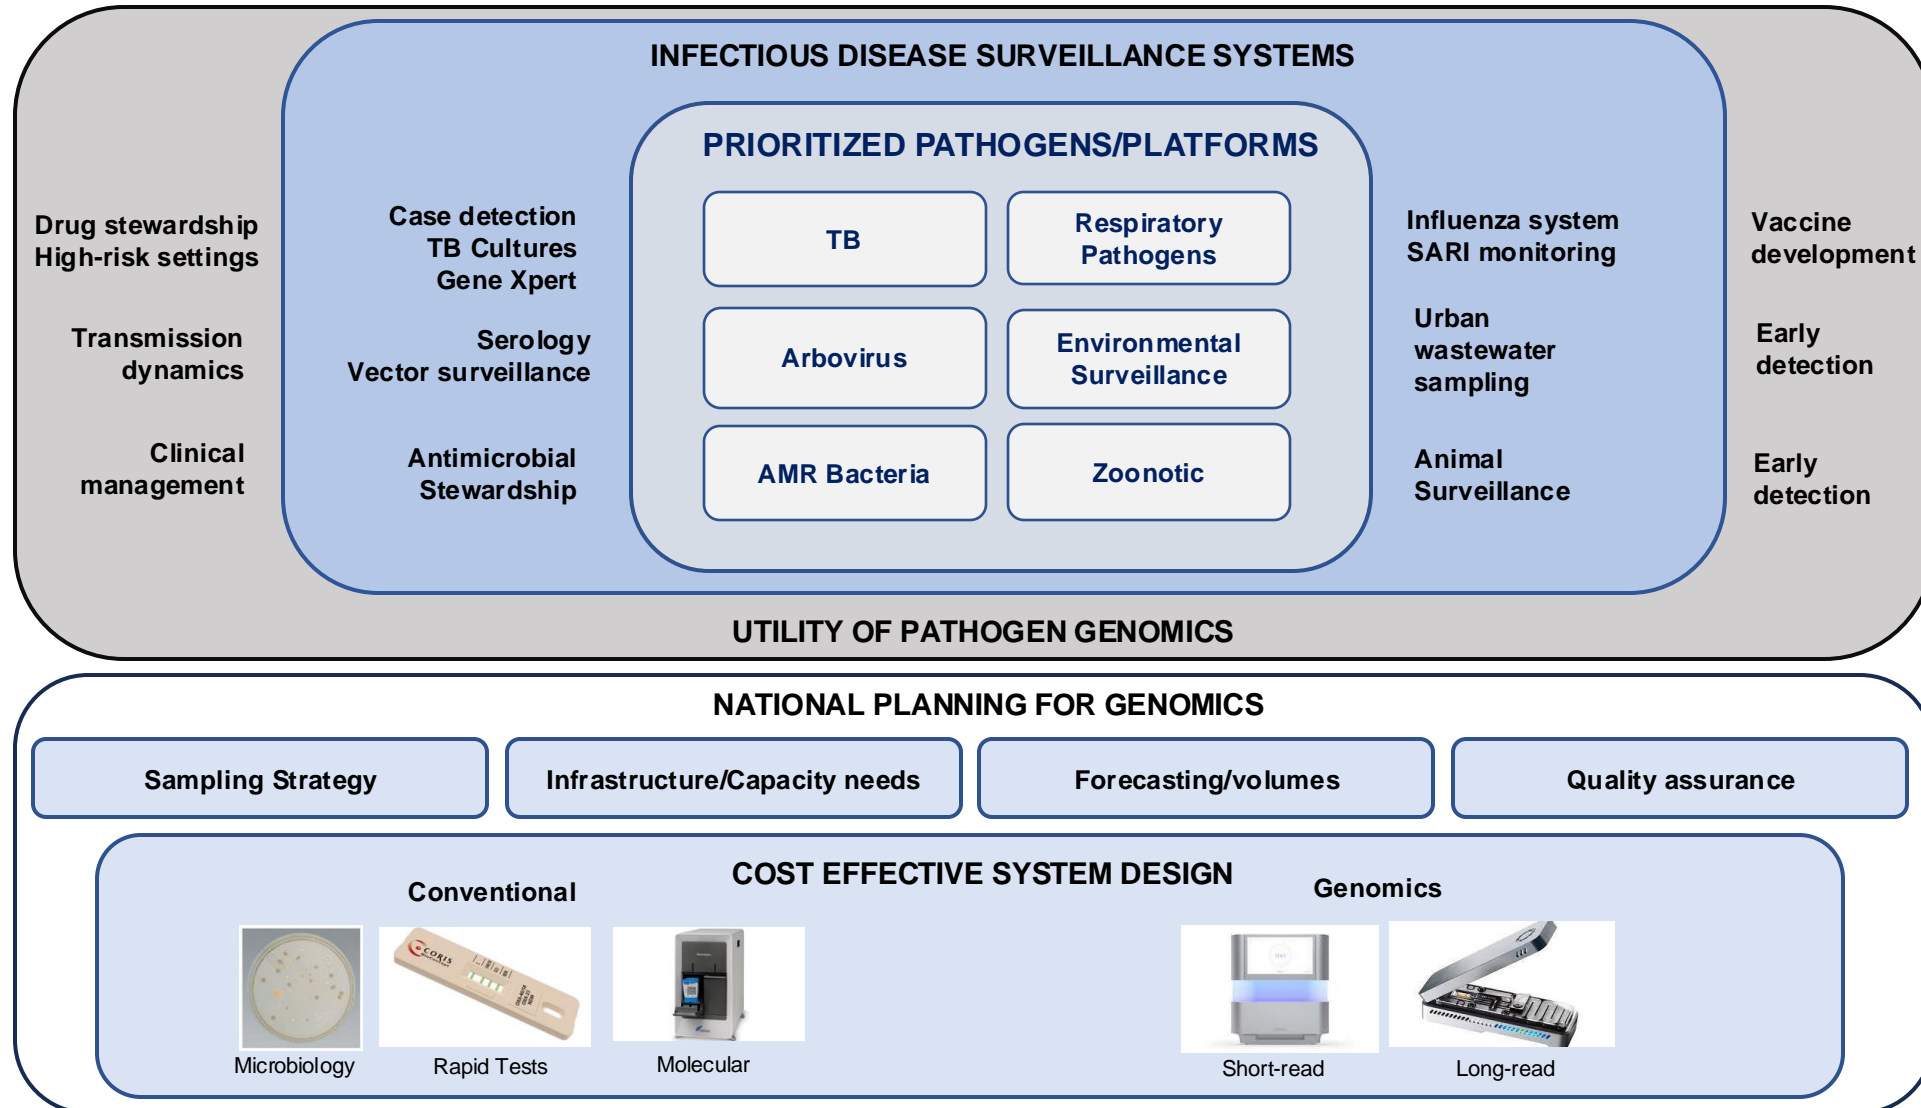 INFECTIOUS DISEASE SURVEILLANCE SYSTEMS
PRIORITIZED PATHOGENS/PLATFORMS
Drug stewardship
High-risk settings
Case detection
TB Cultures
Gene Xpert
TB
Respiratory
Pathogens
Influenza system
SARI monitoring
Vaccine
development
Transmission
dynamics
Serology
Vector surveillance
Arbovirus
Environmental
Surveillance
Urban
wastewater
sampling
Early
detection
Clinical
management
Antimicrobial
Stewardship
AMR Bacteria
Zoonotic
Animal
Surveillance
Early
detection
UTILITY OF PATHOGEN GENOMICS
NATIONAL PLANNING FOR GENOMICS
Sampling Strategy
Infrastructure/Capacity needs
Forecasting/volumes
Quality assurance
COST EFFECTIVE SYSTEM DESIGN
Conventional
Genomics
CORIS
Microbiology
Rapid Tests
Molecular
Short-read
Long-read